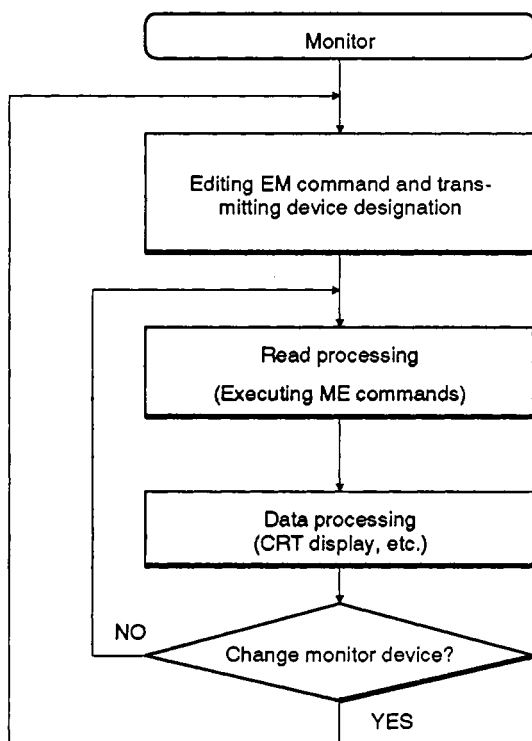 Monitor
Editing EM command and trans-
mitting device designation
Read processing
(Executing ME commands)
Data processing
(CRT display, etc.)
NO
Change monitor device?
YES